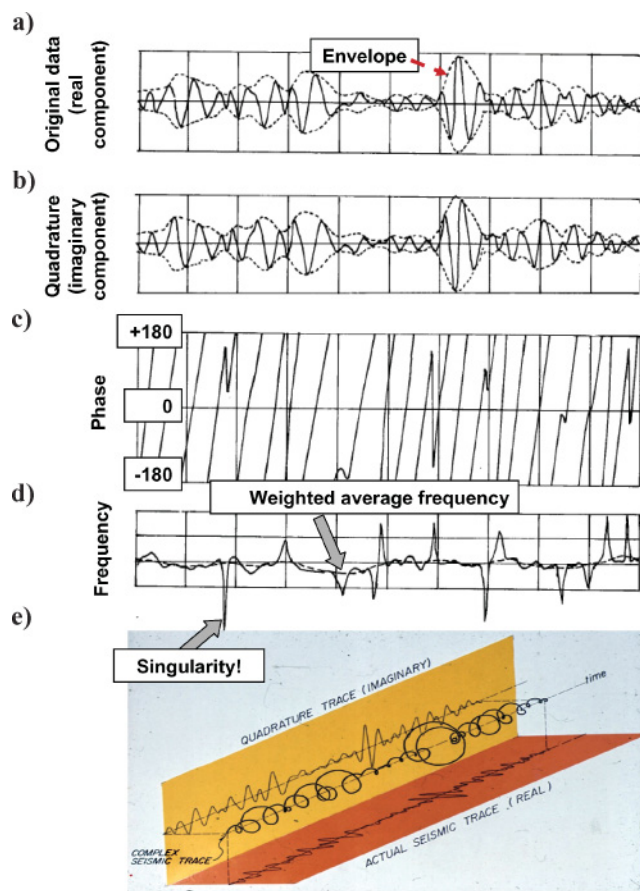 a)
Original data
(real
component)
Envelope
b)
Quadrature
(imaginary
component)
c)
Phase
+180
0
-180
d)
Frequency
Weighted average frequency
Singularity!
e)
QUADRATURE TRACE (IMAGINARY)
time
COMPLEX
SEISMIC TRACE
ACTUAL SEISMIC TRACE (REAL)